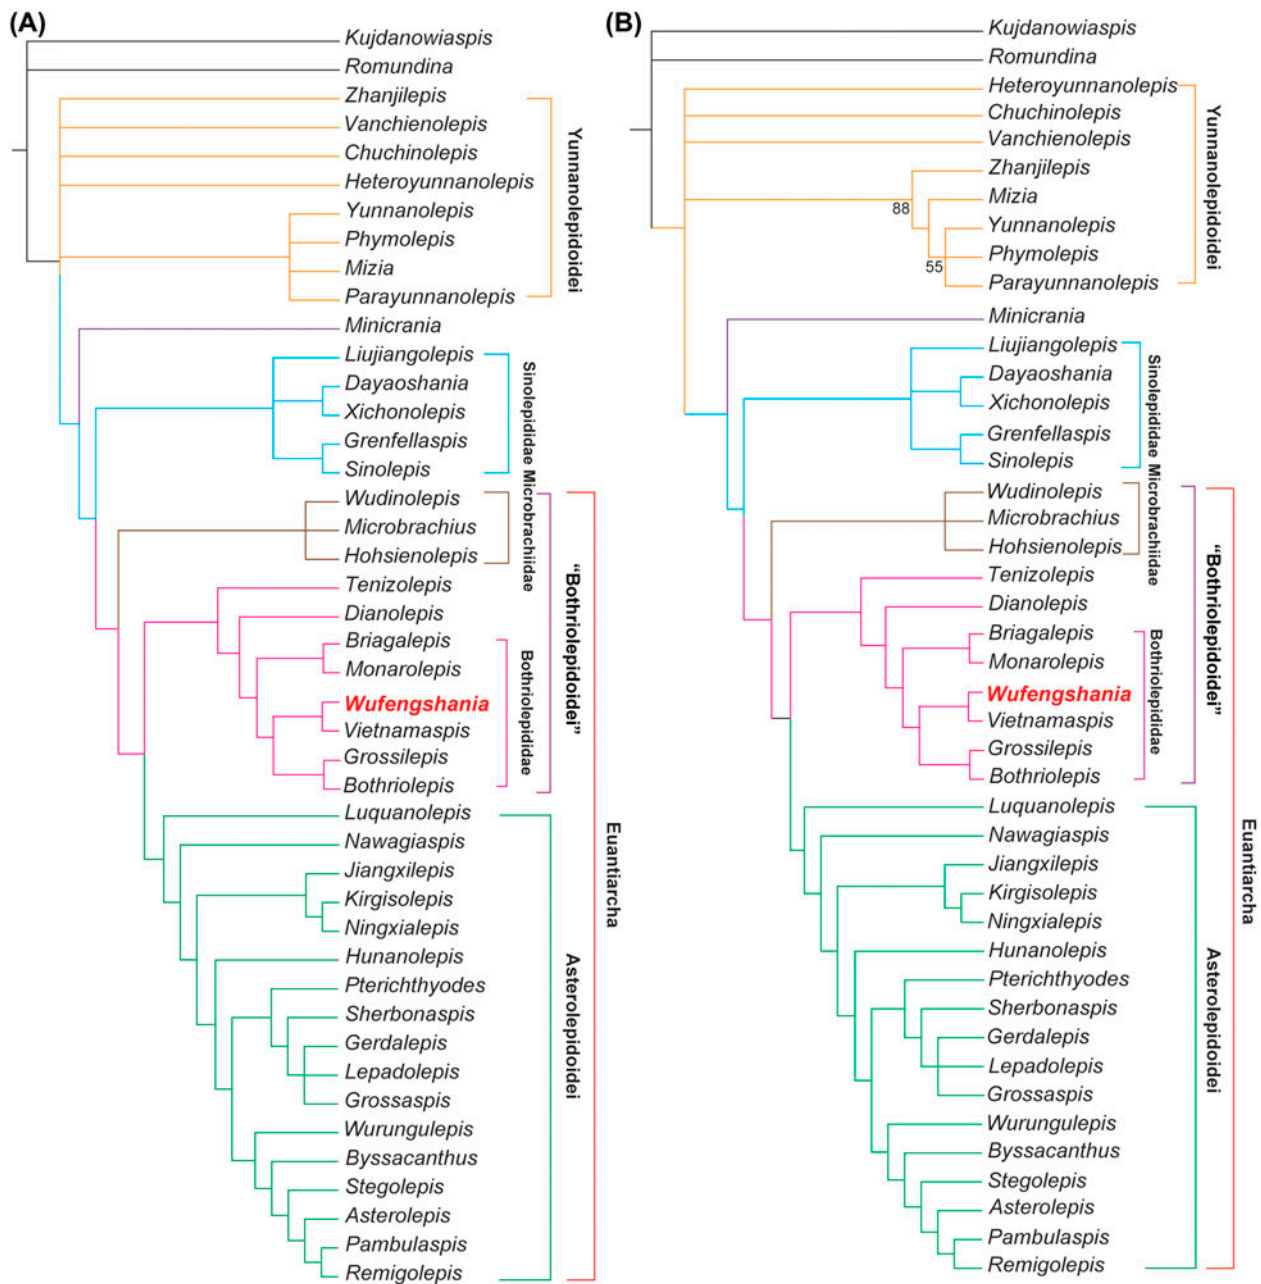 (A)
Kujdanowiaspis
Romundina
Zhanjilepis
Vanchienolepis
Chuchinolepis
Heteroyunnanolepis
Yunnanolepis
Phymolepis
Mizia
Parayunnanolepis
Minicrania
Liujiangolepis
Dayaoshania
Xichonolepis
Grenfellaspis
Sinolepis
Wudinolepis
Microbrachius
Hohsienolepis
Tenizolepis
Dianolepis
Briagalepis
Monarolepis
Wufengshania
Vietnamaspis
Grossilepis
Bothriolepis
Luquanolepis
Nawagiaspis
Jiangxilepis
Kirgisolepis
Ningxialepis
Hunanolepis
Pterichthyodes
Sherbonaspis
Gerdalepis
Lepadolepis
Grossaspis
Wurungulepis
Byssacanthus
Stegolepis
Asterolepis
Pambulaspis
Remigolepis
Yunnanolepidoidei
Sinolepididae
Microbrachiidae
Bothriolepididae
"Bothriolepidoidei"
Asterolepidoidei
Euantiarcha
(B)
Kujdanowiaspis
Romundina
Heteroyunnanolepis
Chuchinolepis
Vanchienolepis
Zhanjilepis
88
Mizia
Yunnanolepis
Phymolepis
55
Parayunnanolepis
Minicrania
Liujiangolepis
Dayaoshania
Xichonolepis
Grenfellaspis
Sinolepis
Wudinolepis
Microbrachius
Hohsienolepis
Tenizolepis
Dianolepis
Briagalepis
Monarolepis
Wufengshania
Vietnamaspis
Grossilepis
Bothriolepis
Luquanolepis
Nawagiaspis
Jiangxilepis
Kirgisolepis
Ningxialepis
Hunanolepis
Pterichthyodes
Sherbonaspis
Gerdalepis
Lepadolepis
Grossaspis
Wurungulepis
Byssacanthus
Stegolepis
Asterolepis
Pambulaspis
Remigolepis
Yunnanolepidoidei
Sinolepididae
Microbrachiidae
Bothriolepididae
"Bothriolepidoidei"
Asterolepidoidei
Euantiarcha